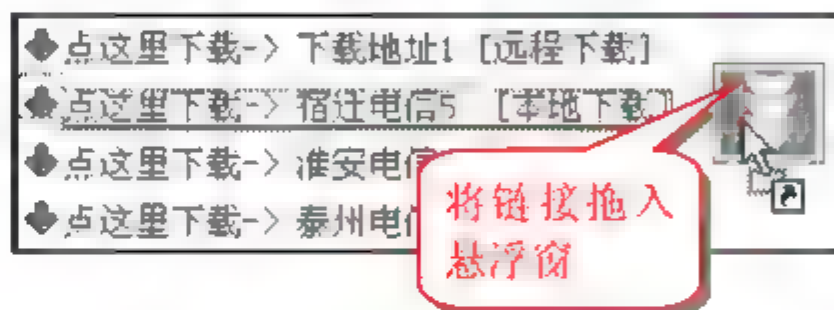 点这里下载-> 下载地址1 [远程下载]
点这里下载-> 宿迁电信5 [本地下载]
点这里下载-> 淮安电信
点这里下载-> 泰州电信
将链接拖入
悬浮窗